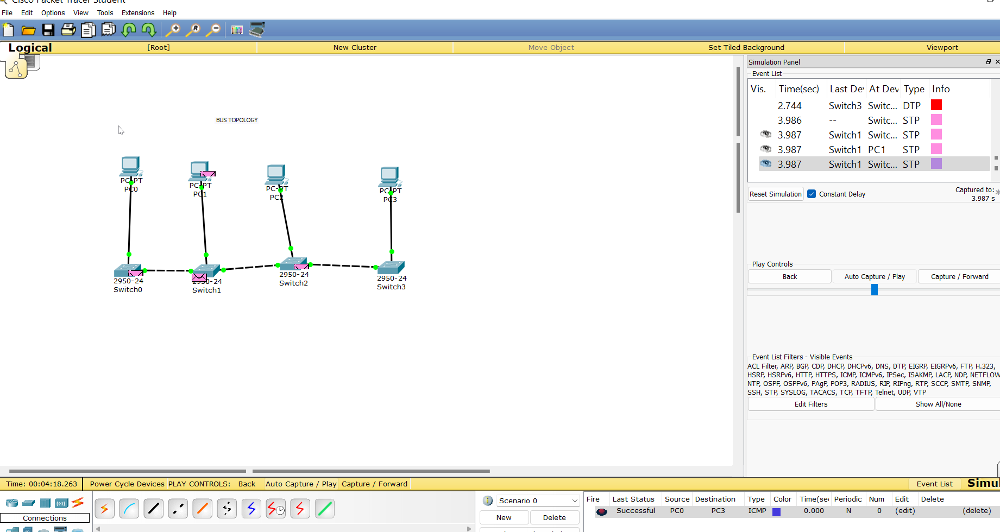 Cisco Packet Tracer Student
File Edit Options View Tools Extensions Help
R
Logical [Root] New Cluster Move Object Set Tiled Background Viewport
Simulation Panel
Event List
Vis. Time(sec) Last De At Dev Type Info
2.744 Switch3 Switc... DTP
3.986 -- Switc... STP
3.987 Switch1 Switc... STP
3.987 Switch1 PC1 STP
3.987 Switch1 Switc... STP
Reset Simulation Constant Delay Captured to:
3.987 s
BUS TOPOLOGY
PC-PT
PC0
PC-PT
PC1
PC-PT
PC2
PC-PT
PC3
2950-24
Switch0
2950-24
Switch1
2950-24
Switch2
2950-24
Switch3
Play Controls
Back Auto Capture / Play Capture / Forward
Event List Filters - Visible Events
ACL Filter, ARP, BGP, CDP, DHCP, DHCPv6, DNS, DTP, EIGRP, EIGRPv6, FTP, H.323,
HSRP, HSRPv6, HTTP, HTTPS, ICMP, ICMPv6, IPSec, ISAKMP, LACP, NDP, NETFLOW
NTP, OSPF, OSPFv6, PAgP, POP3, RADIUS, RIP, RIPng, RTP, SCCP, SMTP, SNMP,
SSH, STP, SYSLOG, TACACS, TCP, TFTP, Telnet, UDP, VTP
Edit Filters Show All/None
Time: 00:04:18.263 Power Cycle Devices PLAY CONTROLS: Back Auto Capture / Play Capture / Forward Event List Simul
Connections
Scenario 0
New Delete
Fire Last Status Source Destination Type Color Time(sec Periodic Num Edit Delete
Successful PC0 PC3 ICMP 0.000 N 0 (edit) (delete)